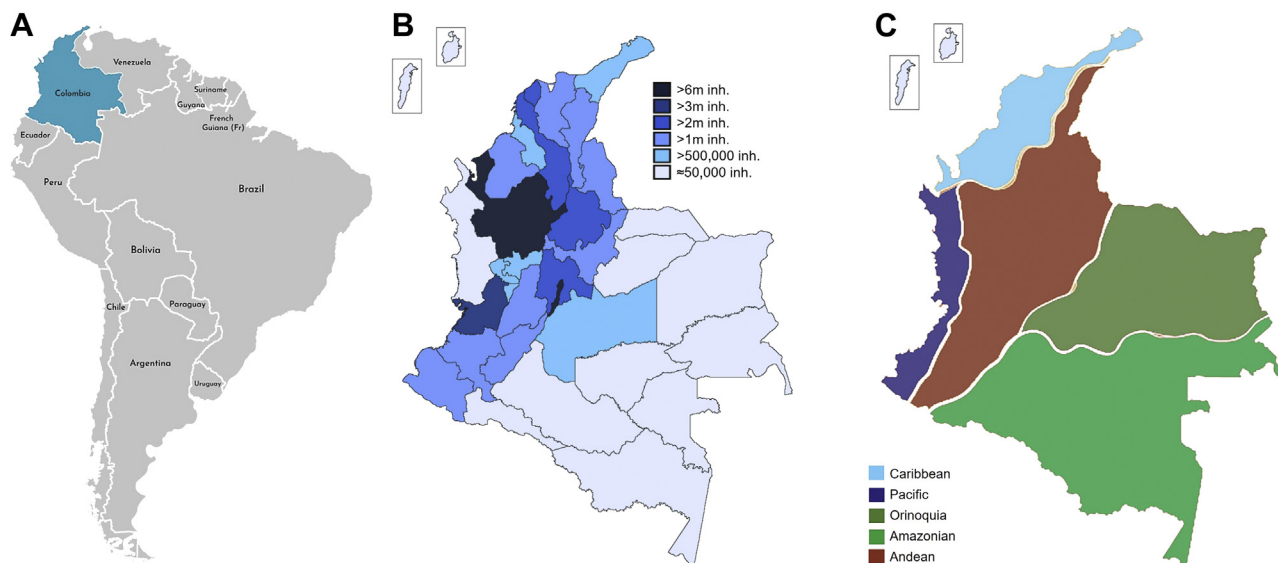 A
Venezuela
Colombia
Suriname
Guyana
French
Guiana (Fr)
Ecuador
Peru
Brazil
Bolivia
Paraguay
Chile
Argentina
Uruguay
B
>6m inh.
>3m inh.
>2m inh.
>1m inh.
>500,000 inh.
≈50,000 inh.
C
Caribbean
Pacific
Orinoquia
Amazonian
Andean